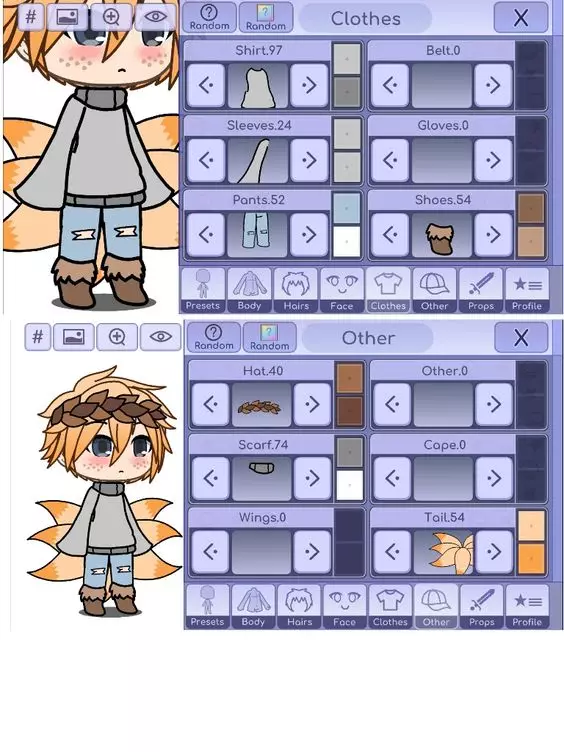 #
? Random
? Random
Clothes
X
Shirt.97
Belt.0
Sleeves.24
Gloves.0
Pants.52
Shoes.54
Presets
Body
Hairs
Face
Clothes
Other
Props
Profile
#
? Random
? Random
Other
X
Hat.40
Other.0
Scarf.74
Cape.0
Wings.0
Tail.54
Presets
Body
Hairs
Face
Clothes
Other
Props
Profile